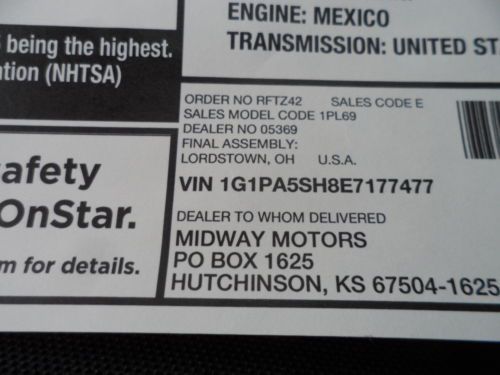 ENGINE: MEXICO
TRANSMISSION: UNITED ST
being the highest.
(NHTSA)
ORDER NO RFTZ42 SALES CODE E
SALES MODEL CODE 1PL69
DEALER NO 05369
FINAL ASSEMBLY:
LORDSTOWN, OH U.S.A.
VIN 1G1PA5SH8E7177477
DEALER TO WHOM DELIVERED
MIDWAY MOTORS
PO BOX 1625
HUTCHINSON, KS 67504-1625
afety
OnStar.
m for details.